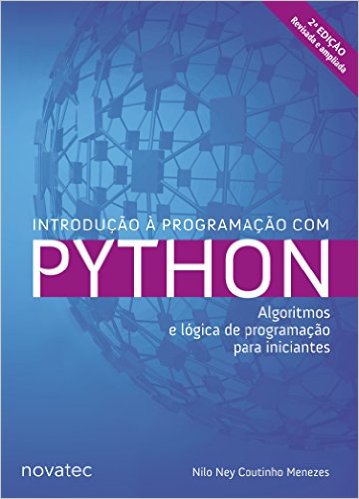 2ª EDIÇÃO
Revisada e ampliada
INTRODUÇÃO À PROGRAMAÇÃO COM
PYTHON
Algoritmos
e lógica de programação
para iniciantes
Nilo Ney Coutinho Menezes
novatec